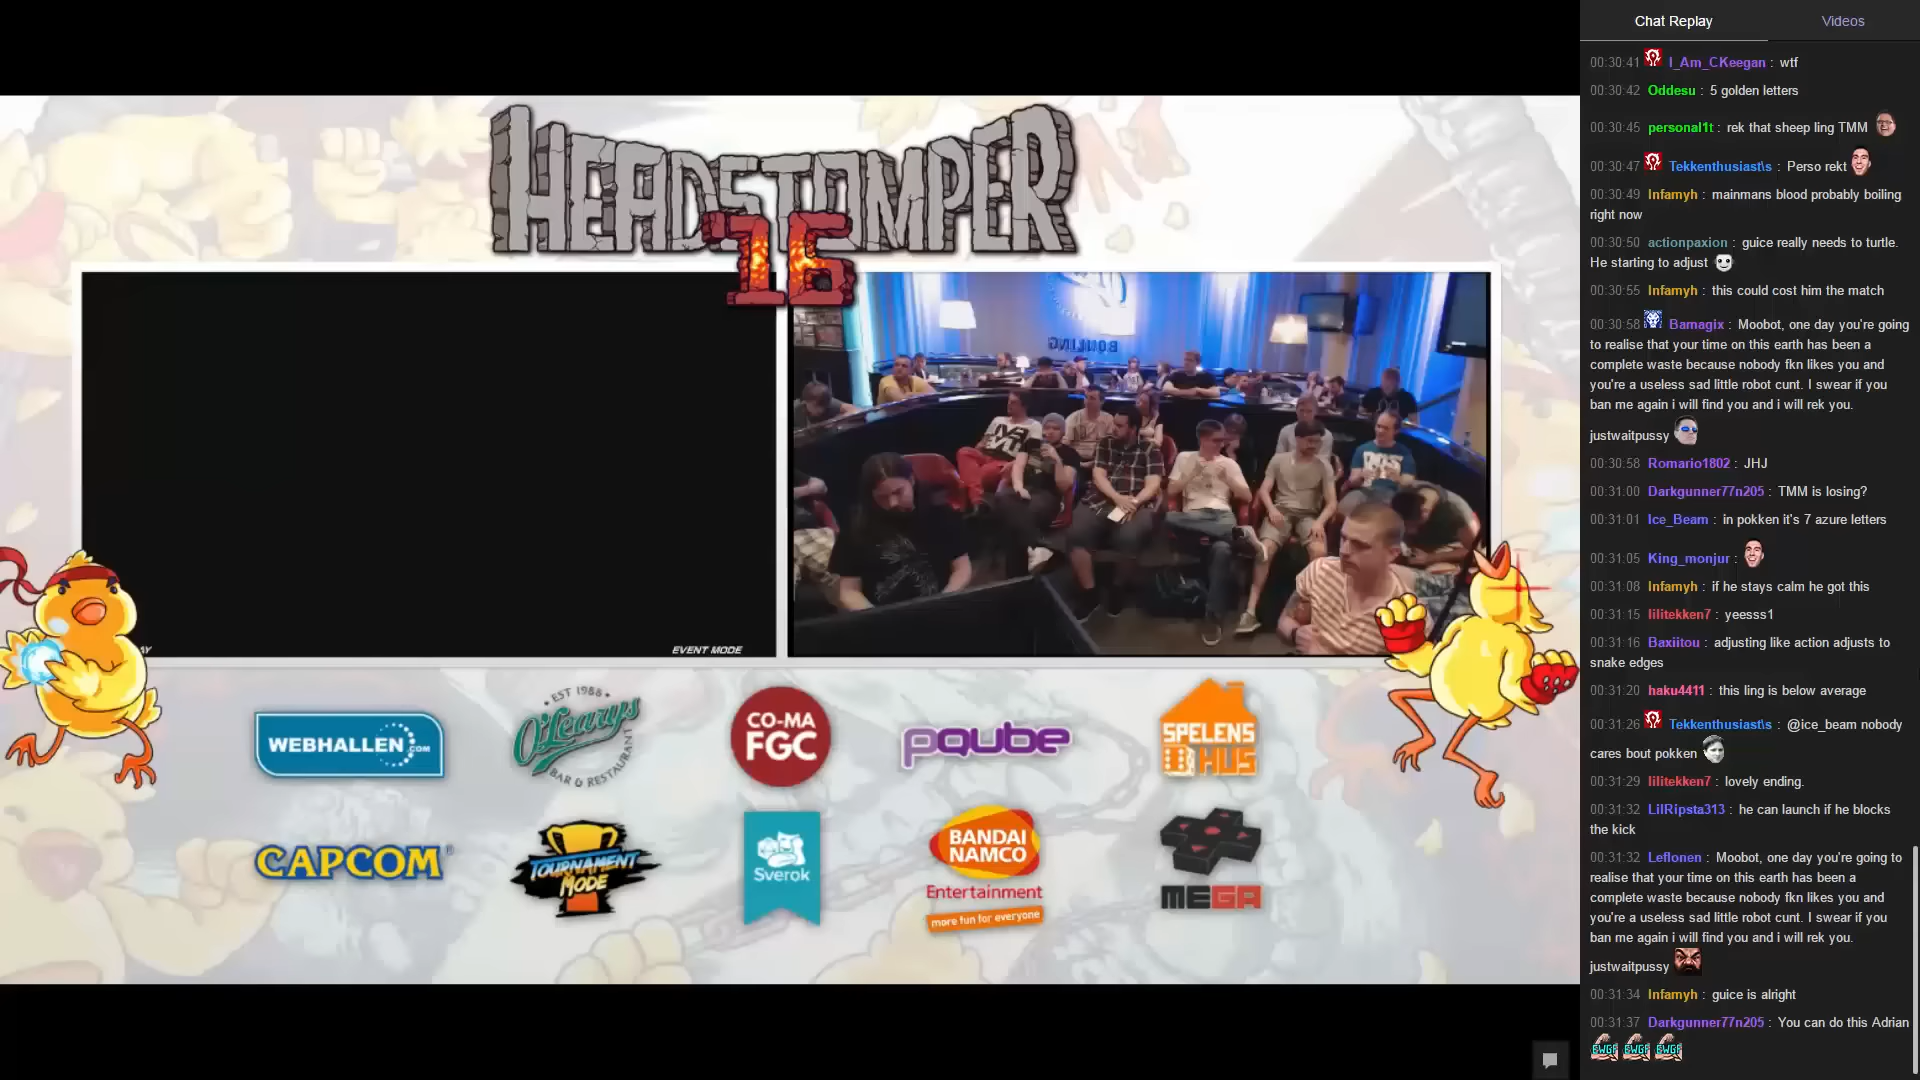 Chat Replay
Videos
00:30:41 I_Am_CKeegan : wtf
00:30:42 Oddesu : 5 golden letters
00:30:45 personal1t : rek that sheep ling TMM
00:30:47 Tekkenthusiast\s : Perso rekt
00:30:49 Infamyh : mainmans blood probably boiling
right now
00:30:50 actionpaxion : guice really needs to turtle.
He starting to adjust
00:30:55 Infamyh : this could cost him the match
00:30:58 Bamagix : Moobot, one day you're going
to realise that your time on this earth has been a
complete waste because nobody fkn likes you and
you're a useless sad little robot cunt. I swear if you
ban me again i will find you and i will rek you.
justwaitpussy
00:30:58 Romario1802 : JHJ
00:31:00 Darkgunner77n205 : TMM is losing?
00:31:01 Ice_Beam : in pokken it's 7 azure letters
00:31:05 King_monjur :
00:31:08 Infamyh : if he stays calm he got this
00:31:15 lilitekken7 : yeesss1
00:31:16 Baxiitou : adjusting like action adjusts to
snake edges
00:31:20 haku4411 : this ling is below average
00:31:26 Tekkenthusiast\s : @ice_beam nobody
cares bout pokken
00:31:29 lilitekken7 : lovely ending.
00:31:32 LilRipsta313 : he can launch if he blocks
the kick
00:31:32 Leflonen : Moobot, one day you're going to
realise that your time on this earth has been a
complete waste because nobody fkn likes you and
you're a useless sad little robot cunt. I swear if you
ban me again i will find you and i will rek you.
justwaitpussy
00:31:34 Infamyh : guice is alright
00:31:37 Darkgunner77n205 : You can do this Adrian
EWGF EWGF EWGF
HEADSTOMPER
16
BOWLING
AY
EVENT MODE
WEBHALLEN.COM
EST 1988
O'Learys
BAR & RESTAURANT
CO-MA
FGC
pqube
SPELENS
HUS
CAPCOM
TOURNAMENT
MODE
Sverok
BANDAI
NAMCO
Entertainment
more fun for everyone
MEGA